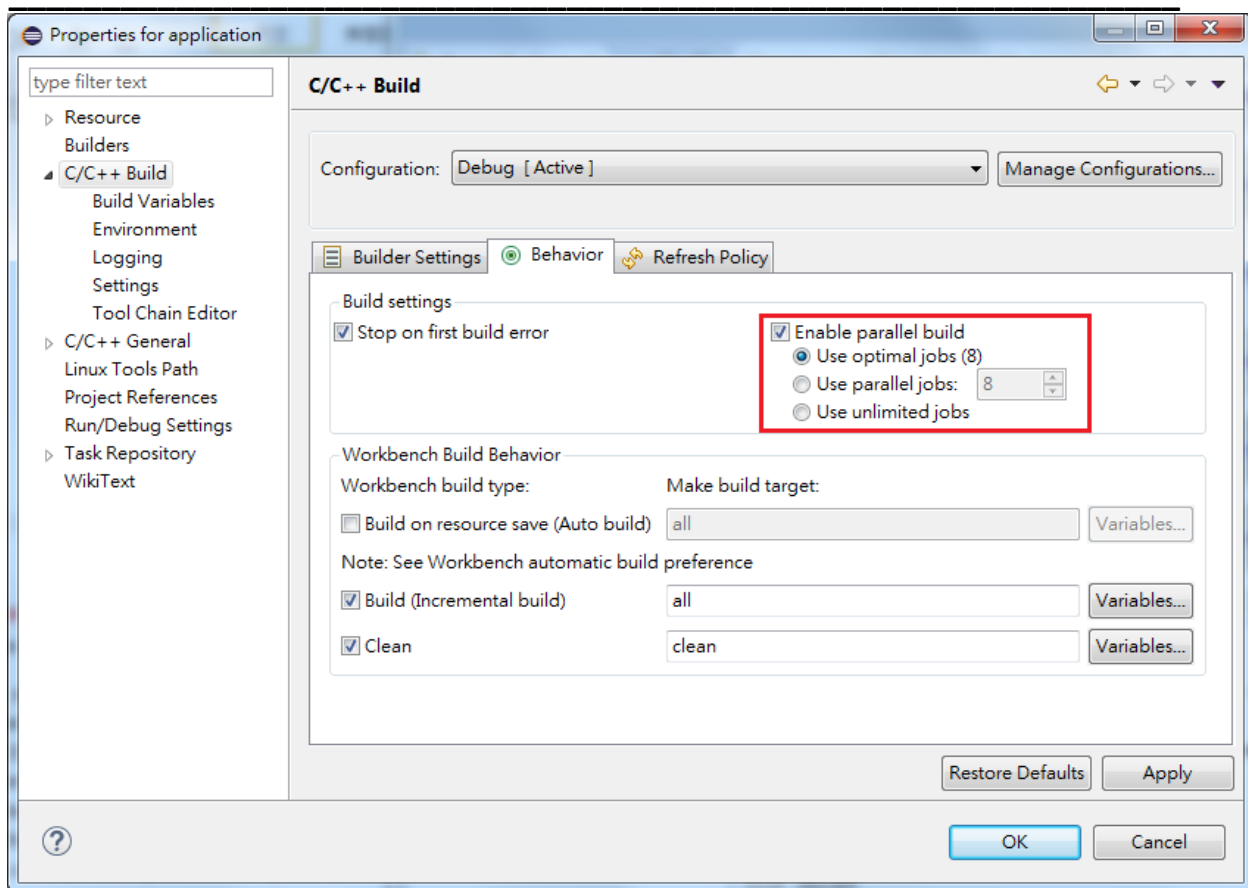 Properties for application
type filter text
Resource
Builders
C/C++ Build
Build Variables
Environment
Logging
Settings
Tool Chain Editor
C/C++ General
Linux Tools Path
Project References
Run/Debug Settings
Task Repository
WikiText
C/C++ Build
Configuration: Debug [ Active ] Manage Configurations...
Builder Settings Behavior Refresh Policy
Build settings
Stop on first build error Enable parallel build
Use optimal jobs (8)
Use parallel jobs: 8
Use unlimited jobs
Workbench Build Behavior
Workbench build type: Make build target:
Build on resource save (Auto build) all Variables...
Note: See Workbench automatic build preference
Build (Incremental build) all Variables...
Clean clean Variables...
Restore Defaults Apply
? OK Cancel